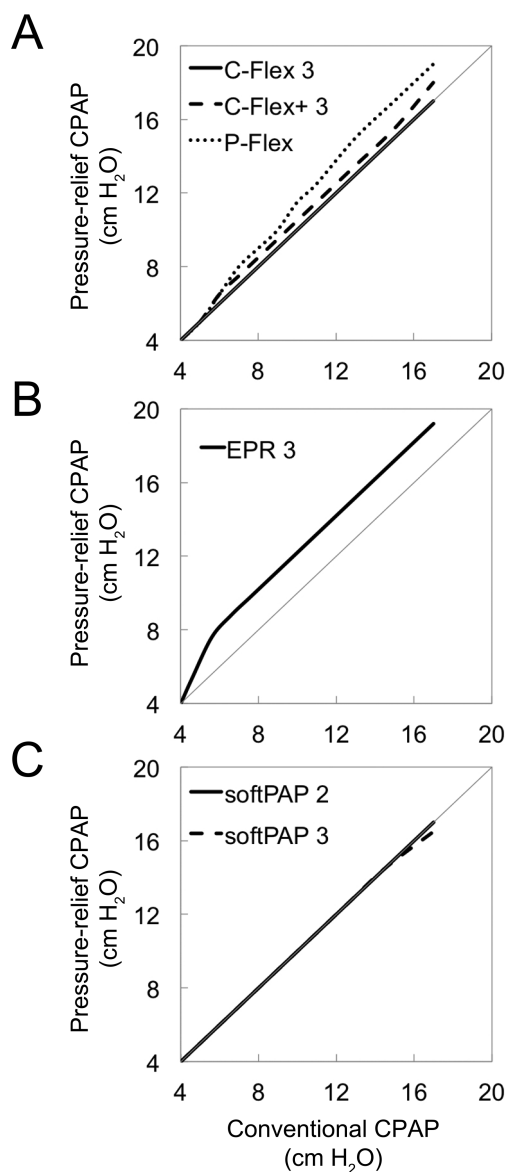 A
Pressure-relief CPAP
(cm H₂O)
20
16
12
8
4
C-Flex 3
C-Flex+ 3
P-Flex
4 8 12 16 20
B
Pressure-relief CPAP
(cm H₂O)
20
16
12
8
4
EPR 3
4 8 12 16 20
C
Pressure-relief CPAP
(cm H₂O)
20
16
12
8
4
softPAP 2
softPAP 3
4 8 12 16 20
Conventional CPAP
(cm H₂O)